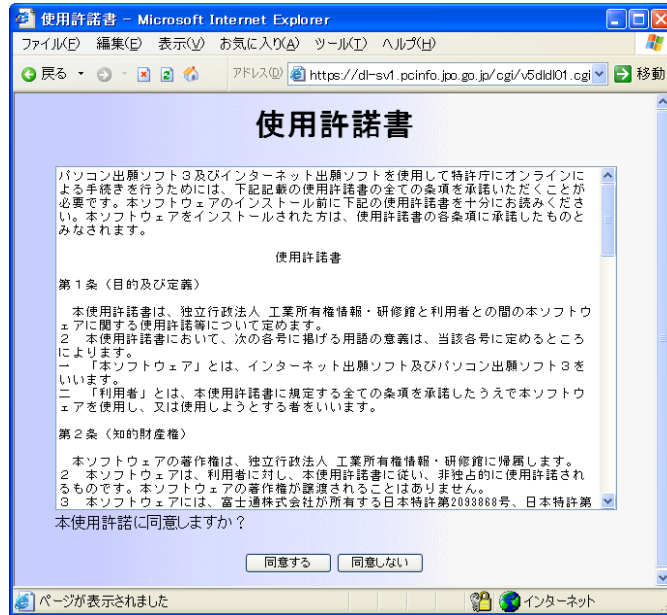 使用許諾書 - Microsoft Internet Explorer
ファイル(F) 編集(E) 表示(V) お気に入り(A) ツール(T) ヘルプ(H)
戻る アドレス(D) https://dl-sv1.pcinfo.jpo.go.jp/cgi/v5dldl01.cgi 移動
使用許諾書
パソコン出願ソフト３及びインターネット出願ソフトを使用して特許庁にオンラインに
よる手続きを行うためには、下記記載の使用許諾書の全ての条項を承諾いただくことが
必要です。本ソフトウェアのインストール前に下記の使用許諾書を十分にお読みくださ
い。本ソフトウェアをインストールされた方は、使用許諾書の各条項に承諾したものと
みなされます。
使用許諾書
第１条（目的及び定義）
本使用許諾書は、独立行政法人 工業所有権情報・研修館と利用者との間の本ソフトウ
ェアに関する使用許諾等について定めます。
２ 本使用許諾書において、次の各号に掲げる用語の意義は、当該各号に定めるところ
によります。
一 「本ソフトウェア」とは、インターネット出願ソフト及びパソコン出願ソフト３を
いいます。
二 「利用者」とは、本使用許諾書に規定する全ての条項を承諾したうえで本ソフトウ
ェアを使用し、又は使用しようとする者をいいます。
第２条（知的財産権）
本ソフトウェアの著作権は、独立行政法人 工業所有権情報・研修館に帰属します。
２ 本ソフトウェアは、利用者に対し、本使用許諾書に従い、非独占的に使用許諾され
るものです。本ソフトウェアの著作権が譲渡されることはありません。
３ 本ソフトウェアには、富士通株式会社が所有する日本特許第2093868号、日本特許第
本使用許諾に同意しますか？
同意する 同意しない
ページが表示されました インターネット